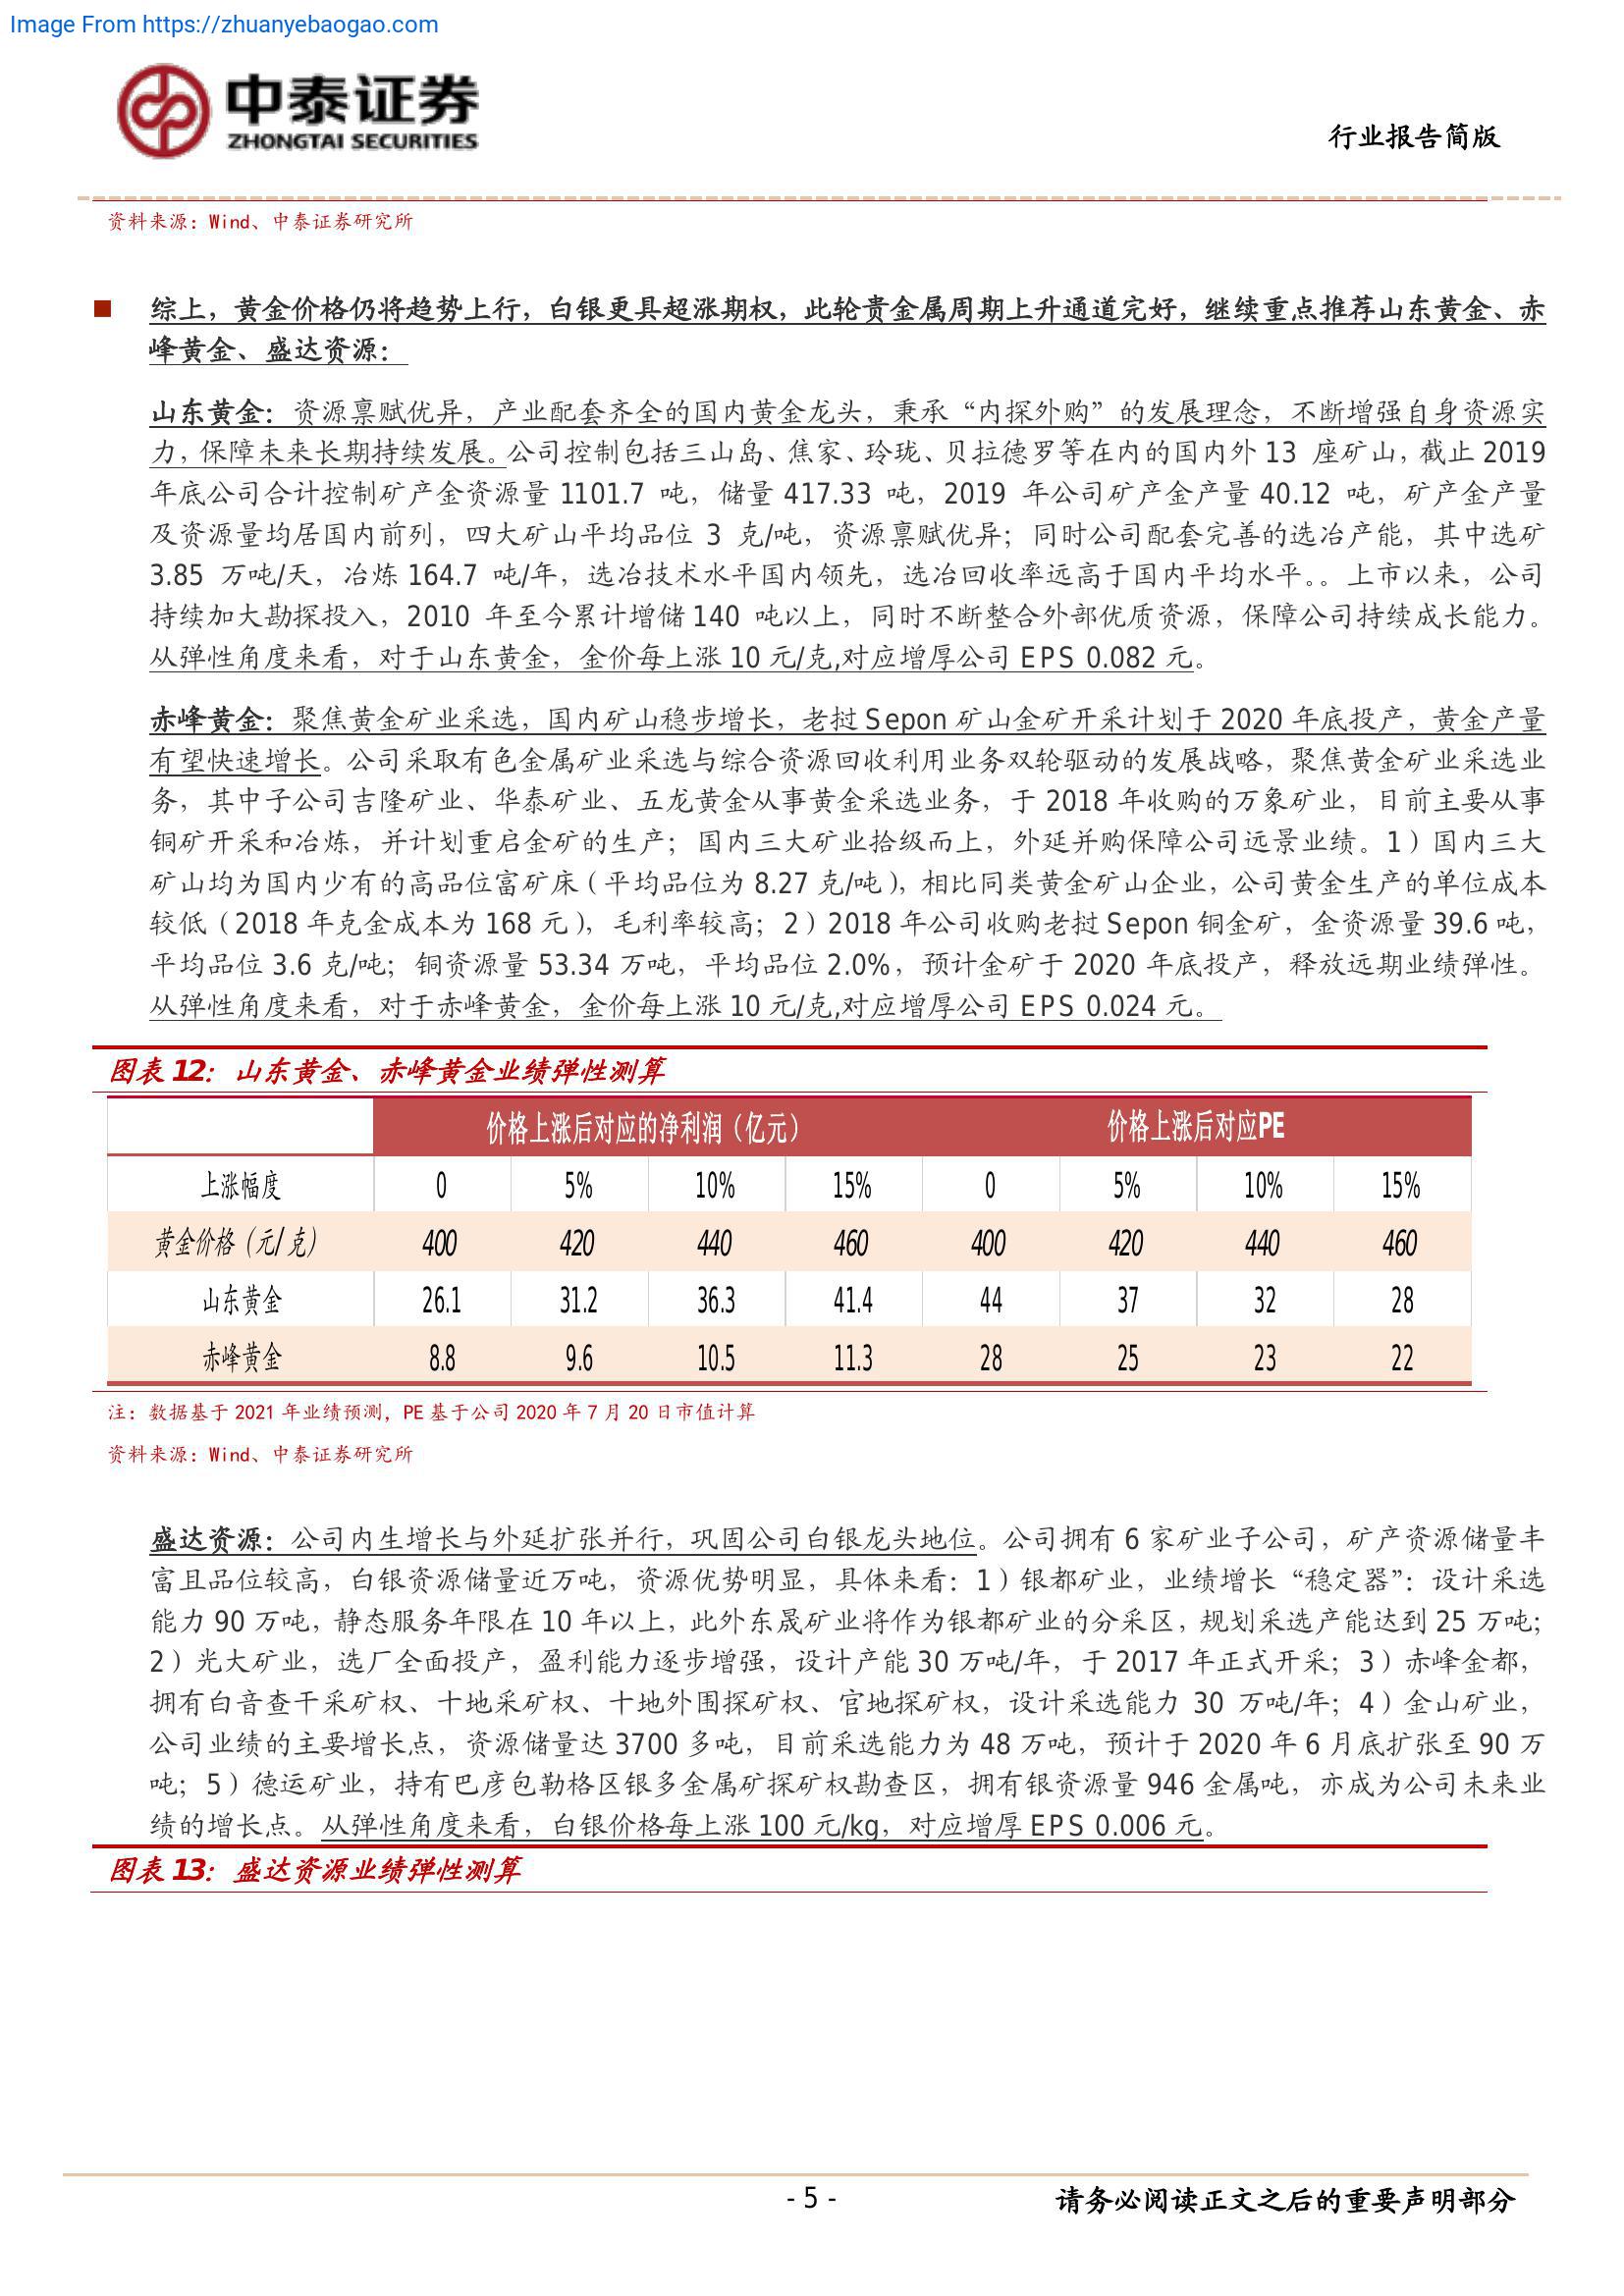 Image From https://zhuanyebaogao.com
中泰证券
ZHONGTAI SECURITIES
行业报告简版
资料来源：Wind、中泰证券研究所
■ 综上，黄金价格仍将趋势上行，白银更具超涨期权，此轮贵金属周期上升通道完好，继续重点推荐山东黄金、赤
峰黄金、盛达资源：
山东黄金：资源禀赋优异，产业配套齐全的国内黄金龙头，秉承“内探外购”的发展理念，不断增强自身资源实
力，保障未来长期持续发展。公司控制包括三山岛、焦家、玲珑、贝拉德罗等在内的国内外 13 座矿山，截止 2019
年底公司合计控制矿产金资源量 1101.7 吨，储量 417.33 吨，2019 年公司矿产金产量 40.12 吨，矿产金产量
及资源量均居国内前列，四大矿山平均品位 3 克/吨，资源禀赋优异；同时公司配套完善的选冶产能，其中选矿
3.85 万吨/天，冶炼 164.7 吨/年，选冶技术水平国内领先，选冶回收率远高于国内平均水平。。上市以来，公司
持续加大勘探投入，2010 年至今累计增储 140 吨以上，同时不断整合外部优质资源，保障公司持续成长能力。
从弹性角度来看，对于山东黄金，金价每上涨 10 元/克,对应增厚公司 EPS 0.082 元。
赤峰黄金：聚焦黄金矿业采选，国内矿山稳步增长，老挝 Sepon 矿山金矿开采计划于 2020 年底投产，黄金产量
有望快速增长。公司采取有色金属矿业采选与综合资源回收利用业务双轮驱动的发展战略，聚焦黄金矿业采选业
务，其中子公司吉隆矿业、华泰矿业、五龙黄金从事黄金采选业务，于 2018 年收购的万象矿业，目前主要从事
铜矿开采和冶炼，并计划重启金矿的生产；国内三大矿业拾级而上，外延并购保障公司远景业绩。1）国内三大
矿山均为国内少有的高品位富矿床（平均品位为 8.27 克/吨），相比同类黄金矿山企业，公司黄金生产的单位成本
较低（2018 年克金成本为 168 元），毛利率较高；2）2018 年公司收购老挝 Sepon 铜金矿，金资源量 39.6 吨，
平均品位 3.6 克/吨；铜资源量 53.34 万吨，平均品位 2.0%，预计金矿于 2020 年底投产，释放远期业绩弹性。
从弹性角度来看，对于赤峰黄金，金价每上涨 10 元/克,对应增厚公司 EPS 0.024 元。
图表 12：山东黄金、赤峰黄金业绩弹性测算
价格上涨后对应的净利润（亿元） 价格上涨后对应PE
上涨幅度 0 5% 10% 15% 0 5% 10% 15%
黄金价格（元/克） 400 420 440 460 400 420 440 460
山东黄金 26.1 31.2 36.3 41.4 44 37 32 28
赤峰黄金 8.8 9.6 10.5 11.3 28 25 23 22
注：数据基于 2021 年业绩预测，PE 基于公司 2020 年 7 月 20 日市值计算
资料来源：Wind、中泰证券研究所
盛达资源：公司内生增长与外延扩张并行，巩固公司白银龙头地位。公司拥有 6 家矿业子公司，矿产资源储量丰
富且品位较高，白银资源储量近万吨，资源优势明显，具体来看：1）银都矿业，业绩增长“稳定器”：设计采选
能力 90 万吨，静态服务年限在 10 年以上，此外东晟矿业将作为银都矿业的分采区，规划采选产能达到 25 万吨；
2）光大矿业，选厂全面投产，盈利能力逐步增强，设计产能 30 万吨/年，于 2017 年正式开采；3）赤峰金都，
拥有白音查干采矿权、十地采矿权、十地外围探矿权、官地探矿权，设计采选能力 30 万吨/年；4）金山矿业，
公司业绩的主要增长点，资源储量达 3700 多吨，目前采选能力为 48 万吨，预计于 2020 年 6 月底扩张至 90 万
吨；5）德运矿业，持有巴彦包勒格区银多金属矿探矿权勘查区，拥有银资源量 946 金属吨，亦成为公司未来业
绩的增长点。从弹性角度来看，白银价格每上涨 100 元/kg，对应增厚 EPS 0.006 元。
图表 13：盛达资源业绩弹性测算
- 5 -
请务必阅读正文之后的重要声明部分